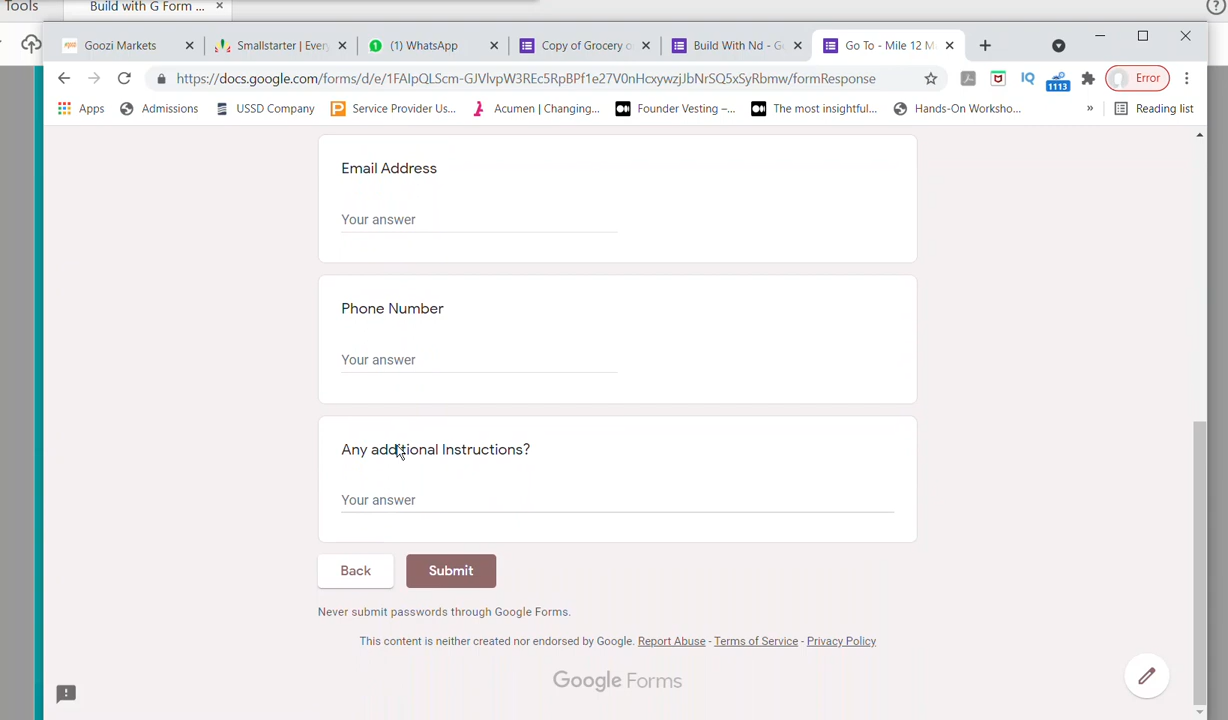 Tools
Build with G Form ...
Goozi Markets
Smallstarter | Ever
(1) WhatsApp
Copy of Grocery o
Build With Nd - G
Go To - Mile 12 M
https://docs.google.com/forms/d/e/1FAIpQLScm-GJVlvpW3REc5RpBPf1e27V0nHcxywzjJbNrSQ5xSyRbmw/formResponse
IQ
1113
Error
Apps
Admissions
USSD Company
Service Provider Us...
Acumen | Changing...
Founder Vesting –...
The most insightful...
Hands-On Worksho...
»
Reading list
Email Address
Your answer
Phone Number
Your answer
Any additional Instructions?
Your answer
Back
Submit
Never submit passwords through Google Forms.
This content is neither created nor endorsed by Google. Report Abuse - Terms of Service - Privacy Policy
Google Forms